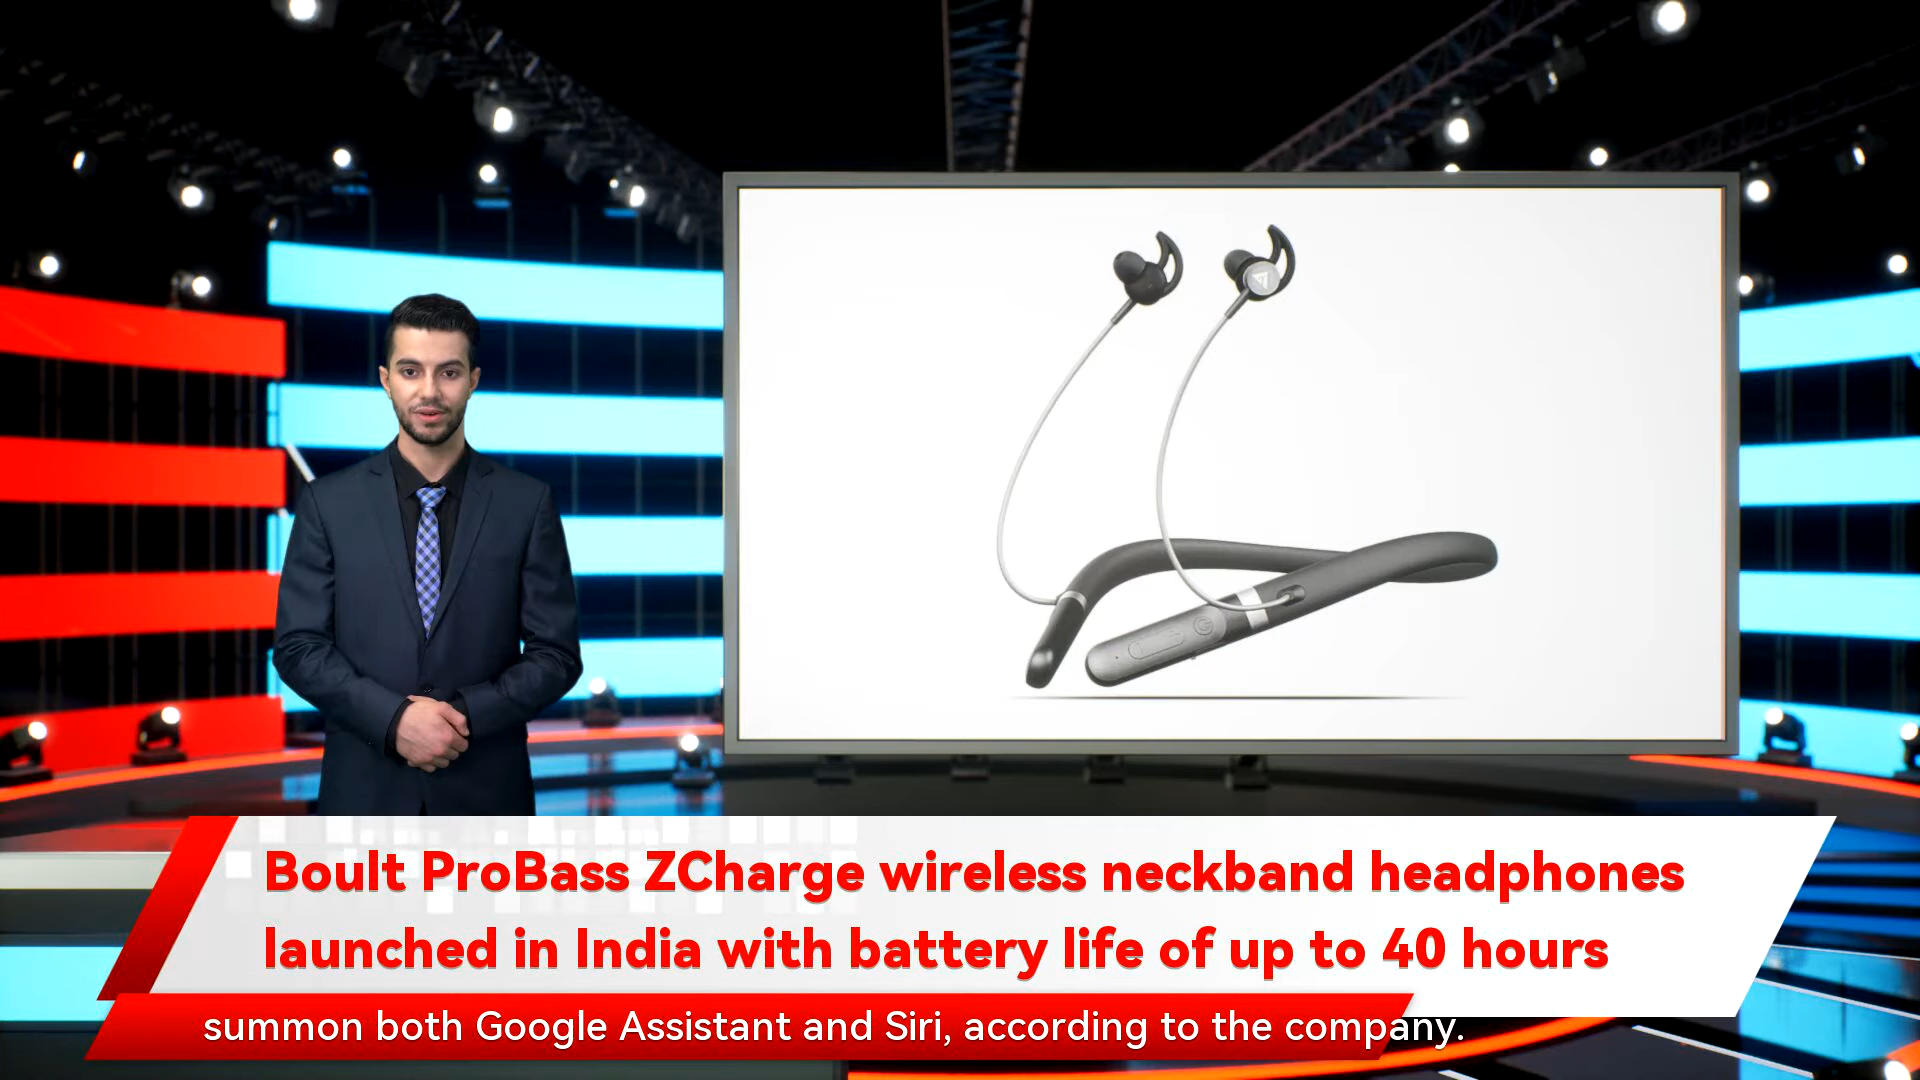 Boult ProBass ZCharge wireless neckband headphones
launched in India with battery life of up to 40 hours
summon both Google Assistant and Siri, according to the company.